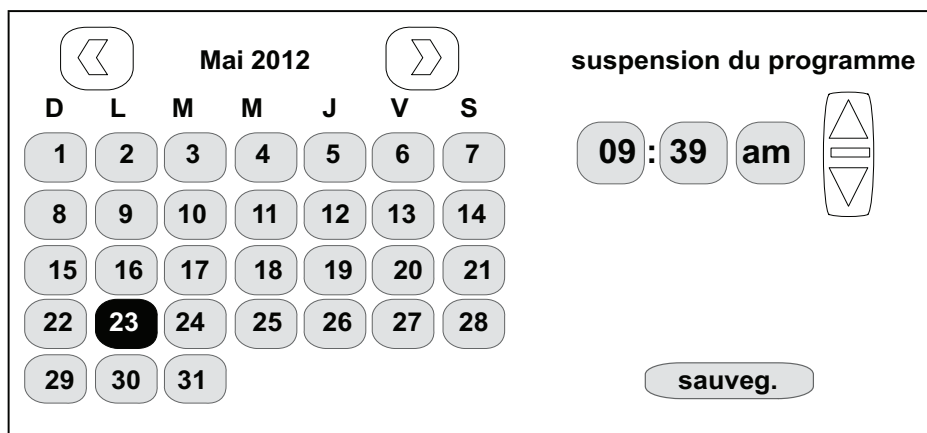 Mai 2012
D L M M J V S
1 2 3 4 5 6 7
8 9 10 11 12 13 14
15 16 17 18 19 20 21
22 23 24 25 26 27 28
29 30 31
suspension du programme
09 : 39 am
sauveg.